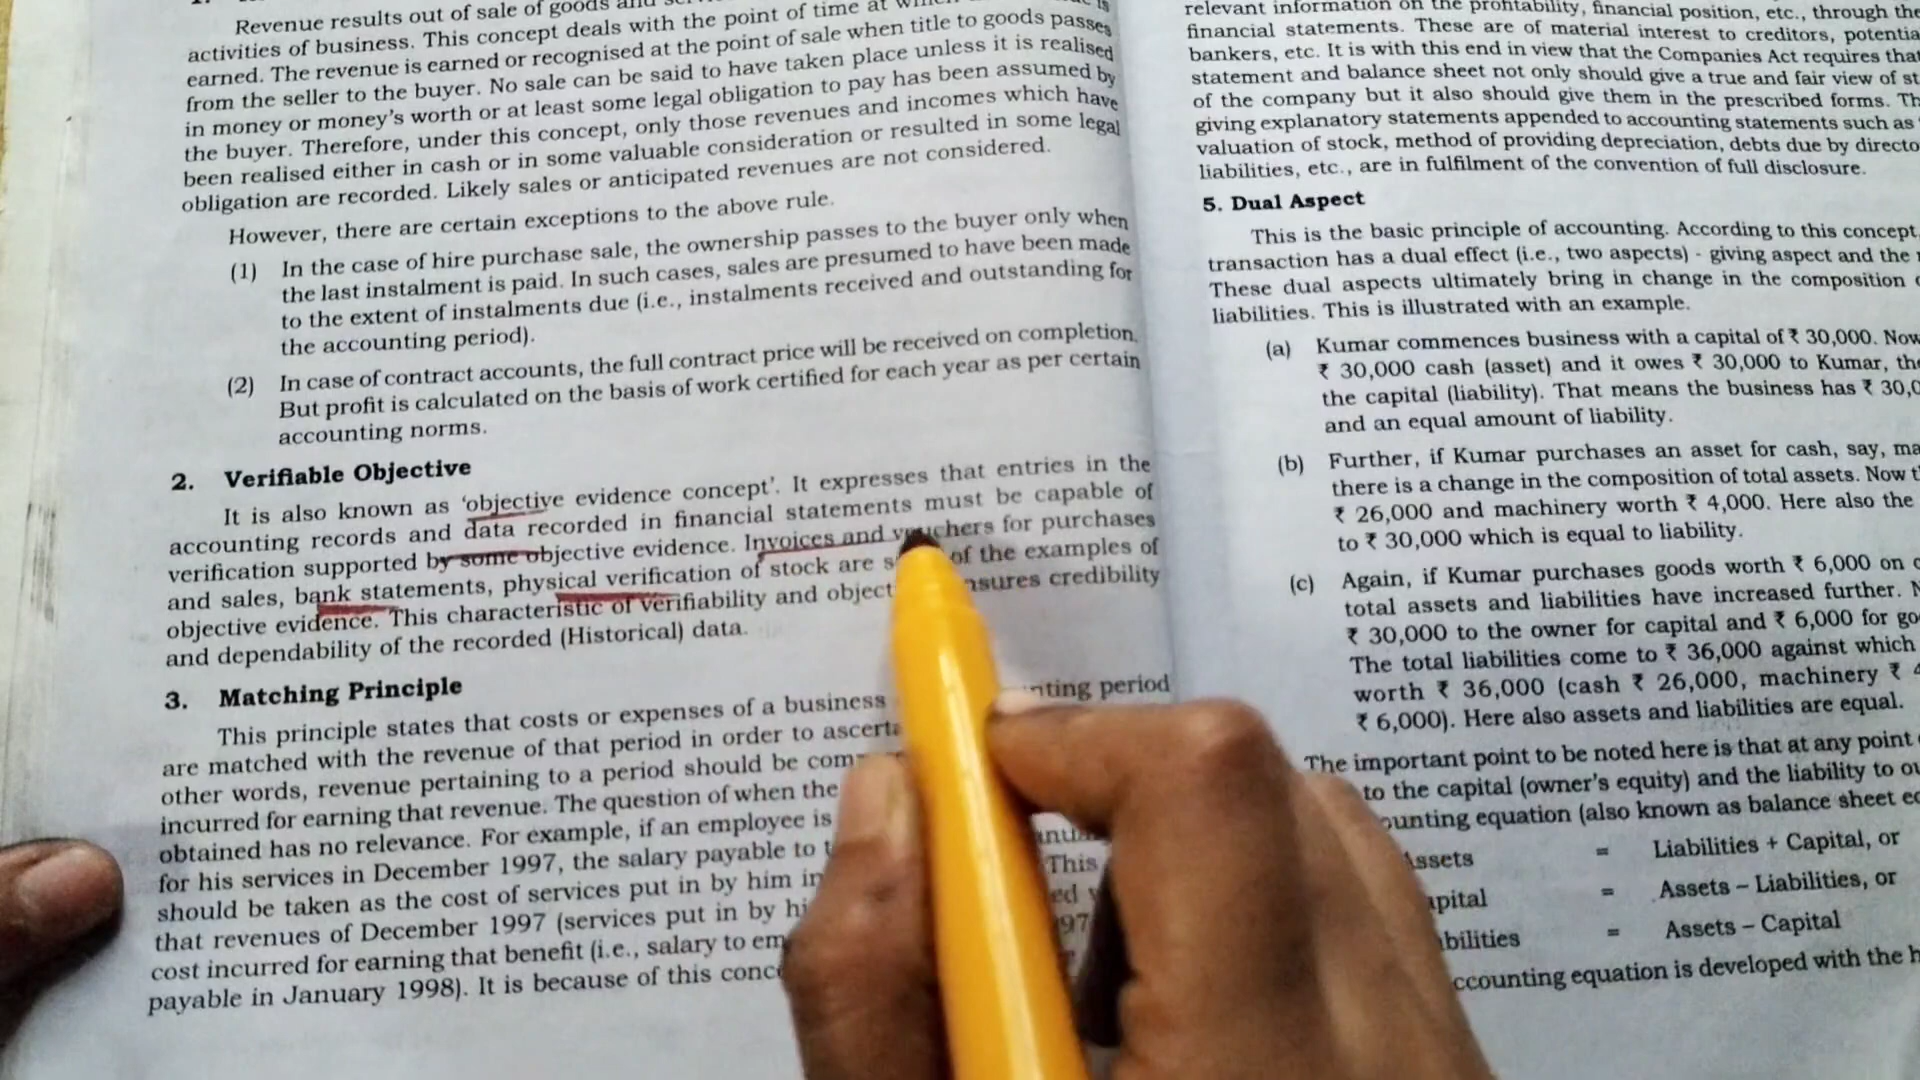 Revenue results out of sale of goods and
activities of business. This concept deals with the point of time at which is
earned. The revenue is earned or recognised at the point of sale when title to goods passes
from the seller to the buyer. No sale can be said to have taken place unless it is realised
in money or money's worth or at least some legal obligation to pay has been assumed by
the buyer. Therefore, under this concept, only those revenues and incomes which have
been realised either in cash or in some valuable consideration or resulted in some legal
obligation are recorded. Likely sales or anticipated revenues are not considered.
However, there are certain exceptions to the above rule.
(1) In the case of hire purchase sale, the ownership passes to the buyer only when
the last instalment is paid. In such cases, sales are presumed to have been made
to the extent of instalments due (i.e., instalments received and outstanding for
the accounting period).
(2) In case of contract accounts, the full contract price will be received on completion.
But profit is calculated on the basis of work certified for each year as per certain
accounting norms.
2. Verifiable Objective
It is also known as 'objective evidence concept'. It expresses that entries in the
accounting records and data recorded in financial statements must be capable of
verification supported by some objective evidence. Invoices and vouchers for purchases
and sales, bank statements, physical verification of stock are of the examples of
objective evidence. This characteristic of verifiability and credibility
and dependability of the recorded (Historical) data.
3. Matching Principle
This principle states that costs or expenses of a business period
are matched with the revenue of that period in order to
other words, revenue pertaining to a period should be
incurred for earning that revenue. The question of when the
obtained has no relevance. For example, if an employee is
for his services in December 1997, the salary payable to This
should be taken as the cost of services put in by him
that revenues of December 1997 (services put in by
cost incurred for earning that benefit (i.e., salary to
payable in January 1998). It is because of this
relevant information on the profitability, financial position, etc., through the
financial statements. These are of material interest to creditors,
bankers, etc. It is with this end in view that the Companies Act requires
statement and balance sheet not only should give a true and fair view of
of the company but it also should give them in the prescribed forms.
giving explanatory statements appended to accounting statements such as
valuation of stock, method of providing depreciation, debts due by
liabilities, etc., are in fulfilment of the convention of full disclosure.
5. Dual Aspect
This is the basic principle of accounting. According to this concept,
transaction has a dual effect (i.e., two aspects) - giving aspect and the
These dual aspects ultimately bring in change in the composition
liabilities. This is illustrated with an example.
(a) Kumar commences business with a capital of ₹ 30,000. Now
₹ 30,000 cash (asset) and it owes ₹ 30,000 to Kumar,
the capital (liability). That means the business has ₹
and an equal amount of liability.
(b) Further, if Kumar purchases an asset for cash, say,
there is a change in the composition of total assets. Now
₹ 26,000 and machinery worth ₹ 4,000. Here also the
to ₹ 30,000 which is equal to liability.
(c) Again, if Kumar purchases goods worth ₹ 6,000 on
total assets and liabilities have increased further.
₹ 30,000 to the owner for capital and ₹ 6,000 for
The total liabilities come to ₹ 36,000 against which
worth ₹ 36,000 (cash ₹ 26,000, machinery ₹
₹ 6,000). Here also assets and liabilities are equal.
The important point to be noted here is that at any point
to the capital (owner's equity) and the liability to
equation (also known as balance sheet
Assets = Liabilities + Capital, or
= Assets – Liabilities, or
= Assets – Capital
equation is developed with the